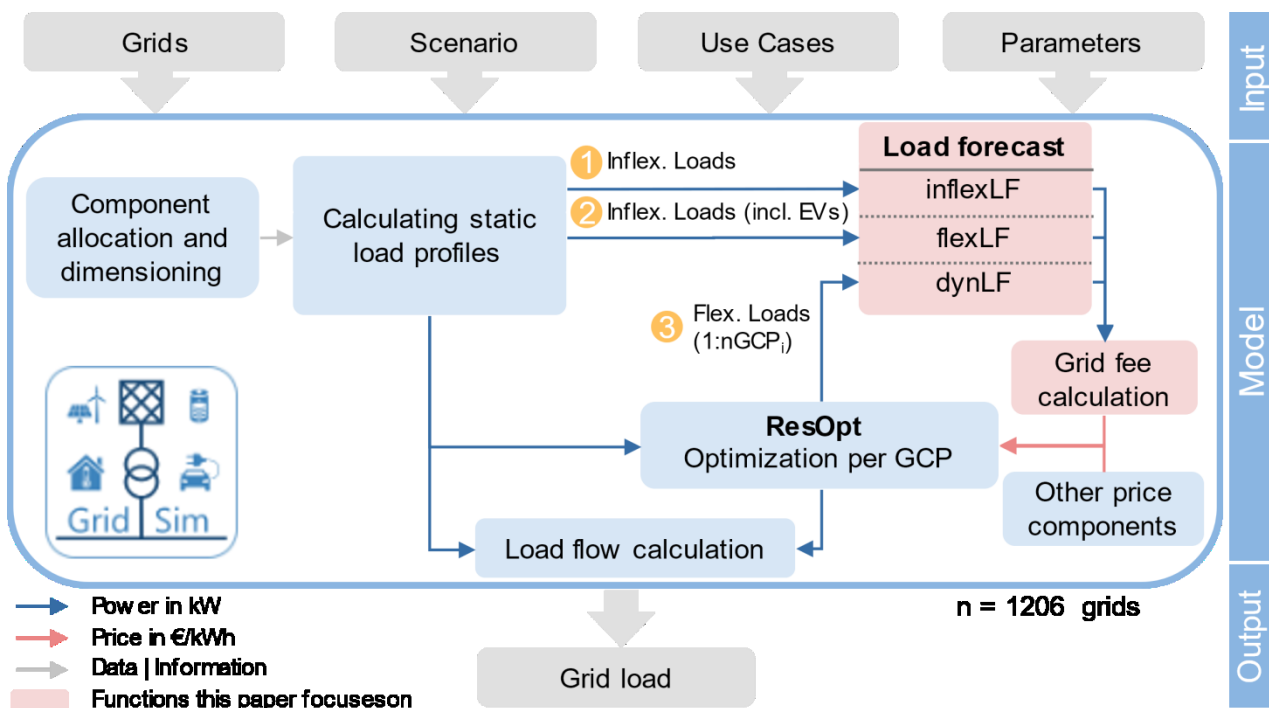 Grids
Scenario
Use Cases
Parameters
Input
Component
allocation and
dimensioning
Calculating static
load profiles
1 Inflex. Loads
2 Inflex. Loads (incl. EVs)
3 Flex. Loads
(1:nGCPi)
Load forecast
inflexLF
flexLF
dynLF
Grid fee
calculation
ResOpt
Optimization per GCP
Other price
components
Load flow calculation
Grid Sim
Model
Power in kW
Price in €/kWh
Data | Information
Functions this paper focuseson
n = 1206 grids
Grid load
Output